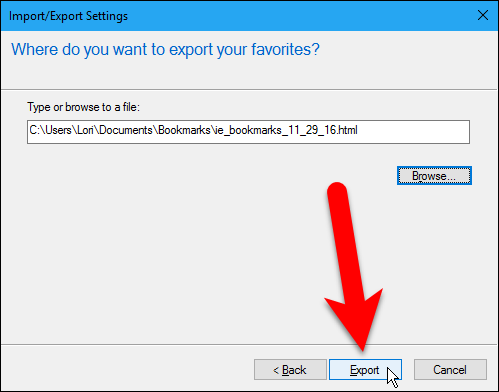 Import/Export Settings
Where do you want to export your favorites?
Type or browse to a file:
C:\Users\Lori\Documents\Bookmarks\ie_bookmarks_11_29_16.html
Browse...
< Back
Export
Cancel